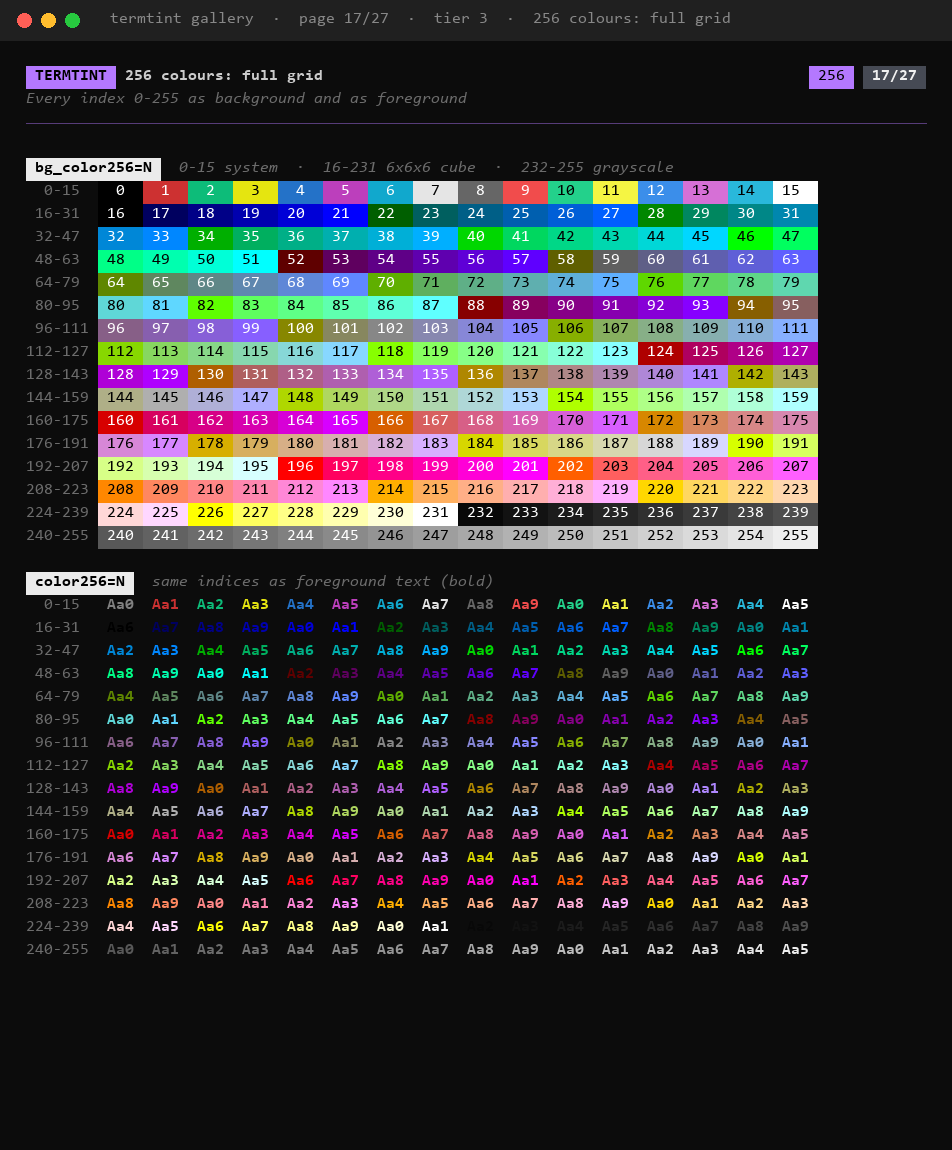 termtint gallery · page 17/27 · tier 3 · 256 colours: full grid
TERMTINT 256 colours: full grid 256 17/27
Every index 0-255 as background and as foreground
bg_color256=N 0-15 system · 16-231 6x6x6 cube · 232-255 grayscale
0-15 0 1 2 3 4 5 6 7 8 9 10 11 12 13 14 15
16-31 16 17 18 19 20 21 22 23 24 25 26 27 28 29 30 31
32-47 32 33 34 35 36 37 38 39 40 41 42 43 44 45 46 47
48-63 48 49 50 51 52 53 54 55 56 57 58 59 60 61 62 63
64-79 64 65 66 67 68 69 70 71 72 73 74 75 76 77 78 79
80-95 80 81 82 83 84 85 86 87 88 89 90 91 92 93 94 95
96-111 96 97 98 99 100 101 102 103 104 105 106 107 108 109 110 111
112-127 112 113 114 115 116 117 118 119 120 121 122 123 124 125 126 127
128-143 128 129 130 131 132 133 134 135 136 137 138 139 140 141 142 143
144-159 144 145 146 147 148 149 150 151 152 153 154 155 156 157 158 159
160-175 160 161 162 163 164 165 166 167 168 169 170 171 172 173 174 175
176-191 176 177 178 179 180 181 182 183 184 185 186 187 188 189 190 191
192-207 192 193 194 195 196 197 198 199 200 201 202 203 204 205 206 207
208-223 208 209 210 211 212 213 214 215 216 217 218 219 220 221 222 223
224-239 224 225 226 227 228 229 230 231 232 233 234 235 236 237 238 239
240-255 240 241 242 243 244 245 246 247 248 249 250 251 252 253 254 255
color256=N same indices as foreground text (bold)
0-15 Aa0 Aa1 Aa2 Aa3 Aa4 Aa5 Aa6 Aa7 Aa8 Aa9 Aa0 Aa1 Aa2 Aa3 Aa4 Aa5
16-31 Aa6 Aa7 Aa8 Aa9 Aa0 Aa1 Aa2 Aa3 Aa4 Aa5 Aa6 Aa7 Aa8 Aa9 Aa0 Aa1
32-47 Aa2 Aa3 Aa4 Aa5 Aa6 Aa7 Aa8 Aa9 Aa0 Aa1 Aa2 Aa3 Aa4 Aa5 Aa6 Aa7
48-63 Aa8 Aa9 Aa0 Aa1 Aa2 Aa3 Aa4 Aa5 Aa6 Aa7 Aa8 Aa9 Aa0 Aa1 Aa2 Aa3
64-79 Aa4 Aa5 Aa6 Aa7 Aa8 Aa9 Aa0 Aa1 Aa2 Aa3 Aa4 Aa5 Aa6 Aa7 Aa8 Aa9
80-95 Aa0 Aa1 Aa2 Aa3 Aa4 Aa5 Aa6 Aa7 Aa8 Aa9 Aa0 Aa1 Aa2 Aa3 Aa4 Aa5
96-111 Aa6 Aa7 Aa8 Aa9 Aa0 Aa1 Aa2 Aa3 Aa4 Aa5 Aa6 Aa7 Aa8 Aa9 Aa0 Aa1
112-127 Aa2 Aa3 Aa4 Aa5 Aa6 Aa7 Aa8 Aa9 Aa0 Aa1 Aa2 Aa3 Aa4 Aa5 Aa6 Aa7
128-143 Aa8 Aa9 Aa0 Aa1 Aa2 Aa3 Aa4 Aa5 Aa6 Aa7 Aa8 Aa9 Aa0 Aa1 Aa2 Aa3
144-159 Aa4 Aa5 Aa6 Aa7 Aa8 Aa9 Aa0 Aa1 Aa2 Aa3 Aa4 Aa5 Aa6 Aa7 Aa8 Aa9
160-175 Aa0 Aa1 Aa2 Aa3 Aa4 Aa5 Aa6 Aa7 Aa8 Aa9 Aa0 Aa1 Aa2 Aa3 Aa4 Aa5
176-191 Aa6 Aa7 Aa8 Aa9 Aa0 Aa1 Aa2 Aa3 Aa4 Aa5 Aa6 Aa7 Aa8 Aa9 Aa0 Aa1
192-207 Aa2 Aa3 Aa4 Aa5 Aa6 Aa7 Aa8 Aa9 Aa0 Aa1 Aa2 Aa3 Aa4 Aa5 Aa6 Aa7
208-223 Aa8 Aa9 Aa0 Aa1 Aa2 Aa3 Aa4 Aa5 Aa6 Aa7 Aa8 Aa9 Aa0 Aa1 Aa2 Aa3
224-239 Aa4 Aa5 Aa6 Aa7 Aa8 Aa9 Aa0 Aa1 Aa3 Aa4 Aa5 Aa6 Aa7 Aa8 Aa9
240-255 Aa0 Aa1 Aa2 Aa3 Aa4 Aa5 Aa6 Aa7 Aa8 Aa9 Aa0 Aa1 Aa2 Aa3 Aa4 Aa5